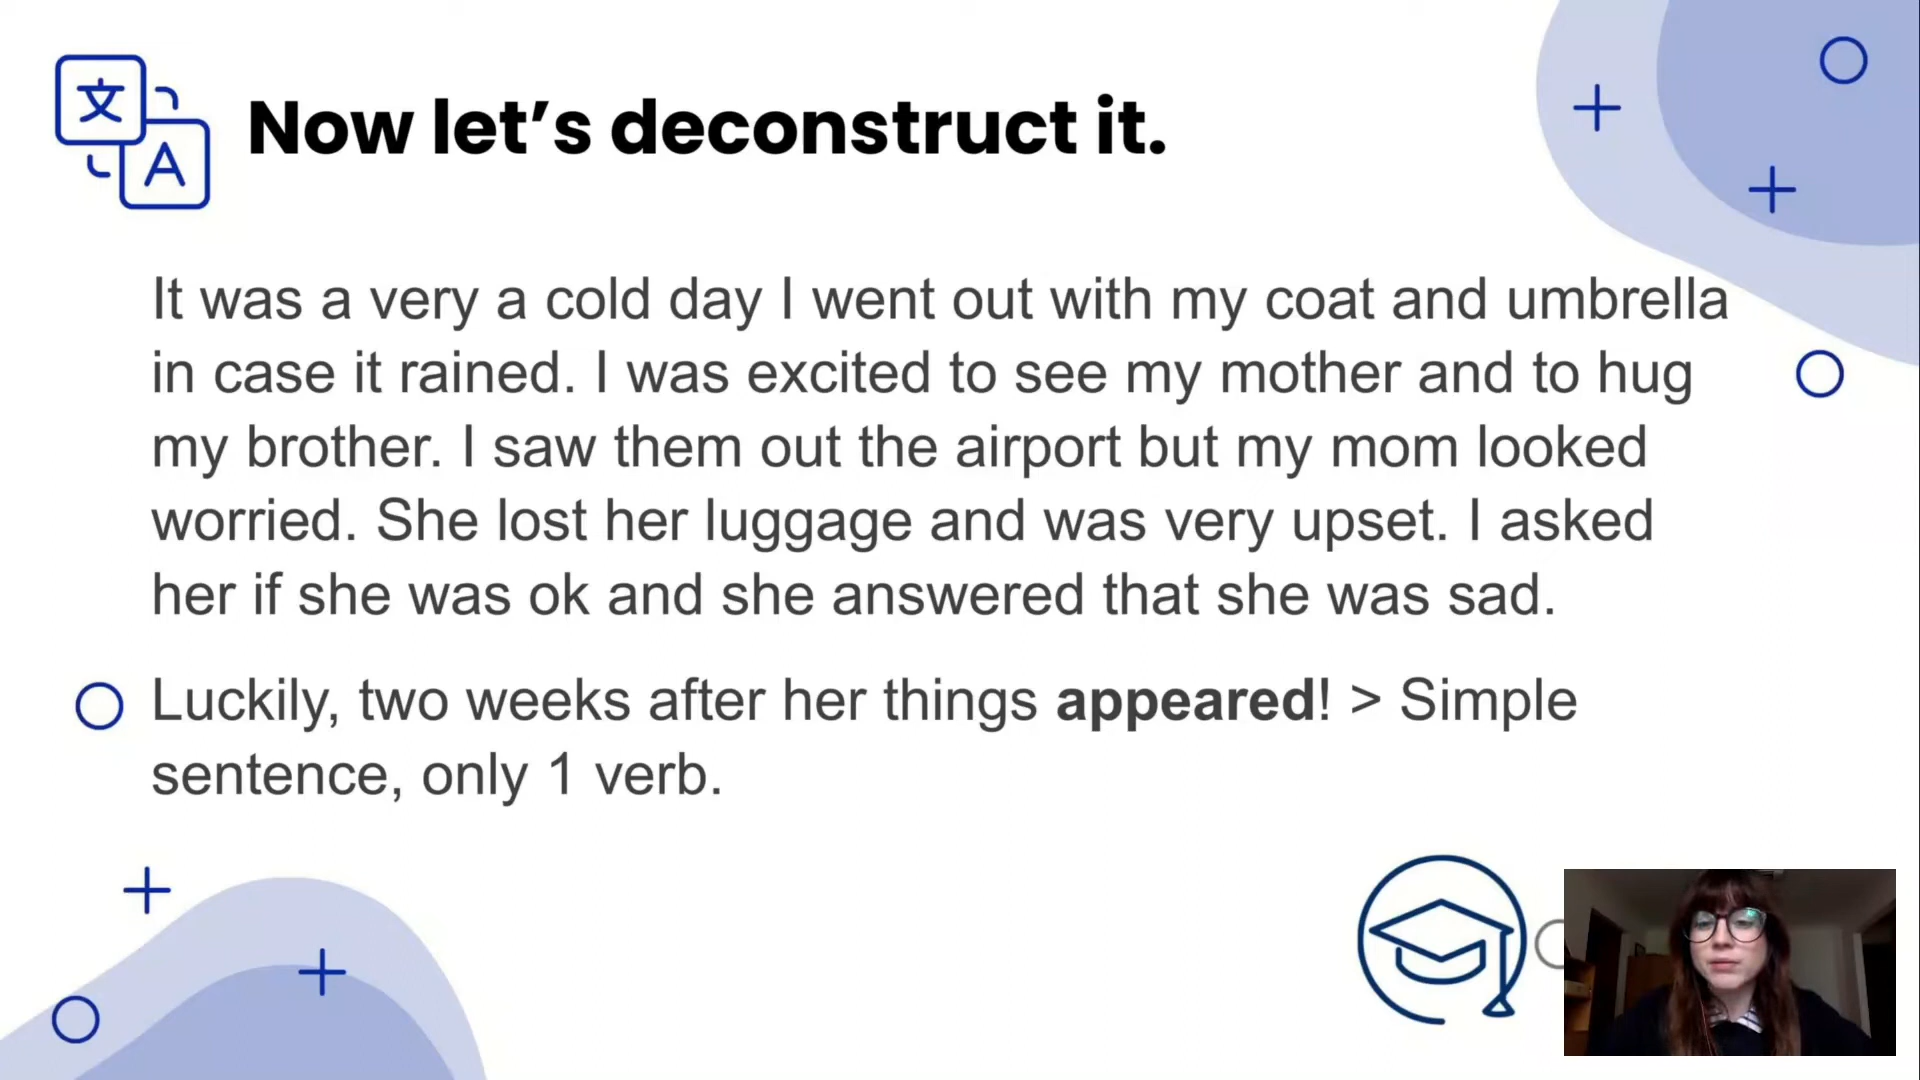 文
A
Now let’s deconstruct it.
It was a very a cold day I went out with my coat and umbrella
in case it rained. I was excited to see my mother and to hug
my brother. I saw them out the airport but my mom looked
worried. She lost her luggage and was very upset. I asked
her if she was ok and she answered that she was sad.
Luckily, two weeks after her things appeared! > Simple
sentence, only 1 verb.